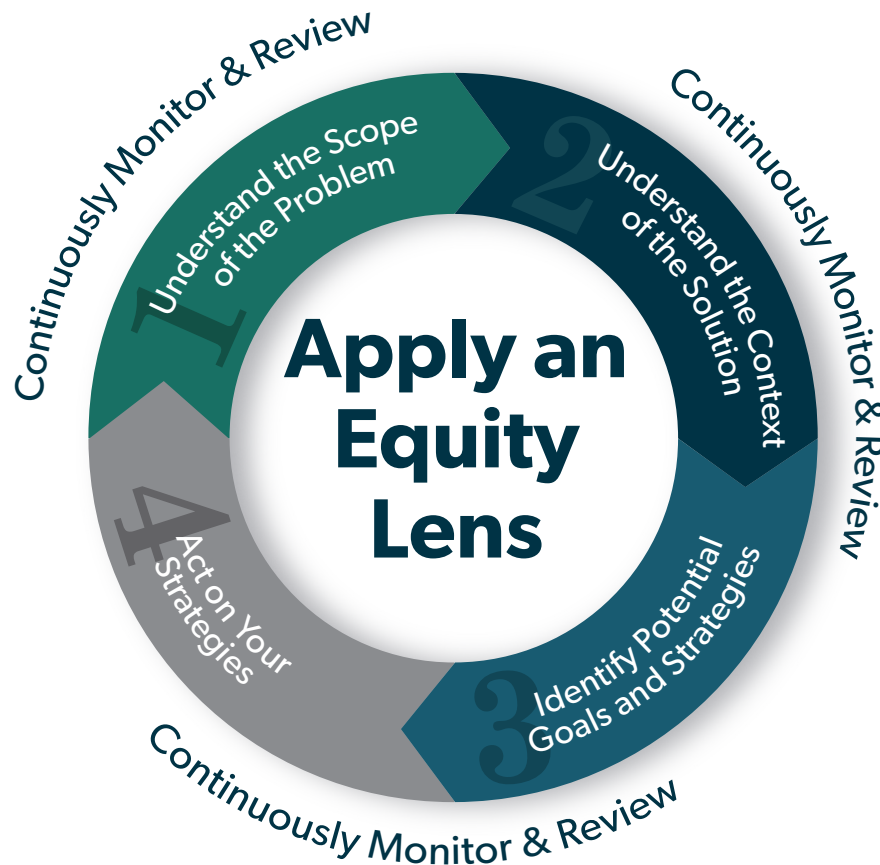 Continuously Monitor & Review
Continuously Monitor & Review
1
Understand the Scope
of the Problem
2
Understand the Context
of the Solution
Apply an
Equity
Lens
3
Identify Potential
Goals and Strategies
4
Act on Your
Strategies
Continuously Monitor & Review